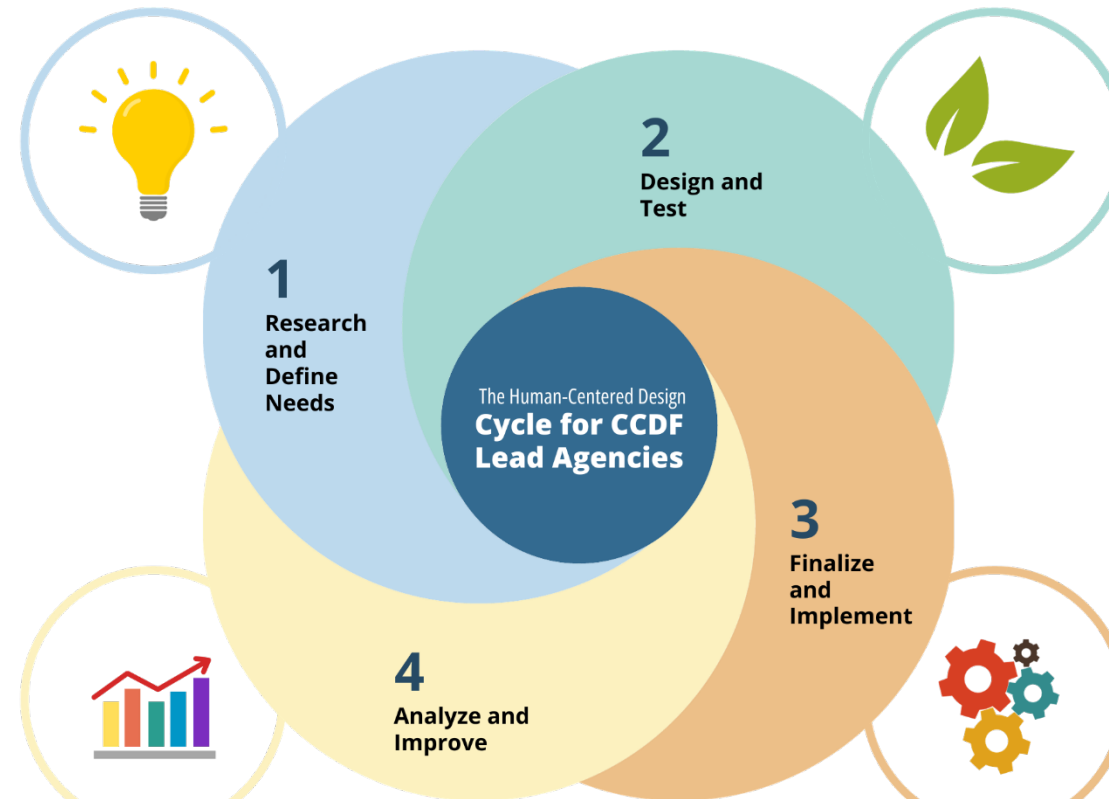 1
Research
and
Define
Needs
2
Design and
Test
The Human-Centered Design
Cycle for CCDF
Lead Agencies
3
Finalize
and
Implement
4
Analyze and
Improve